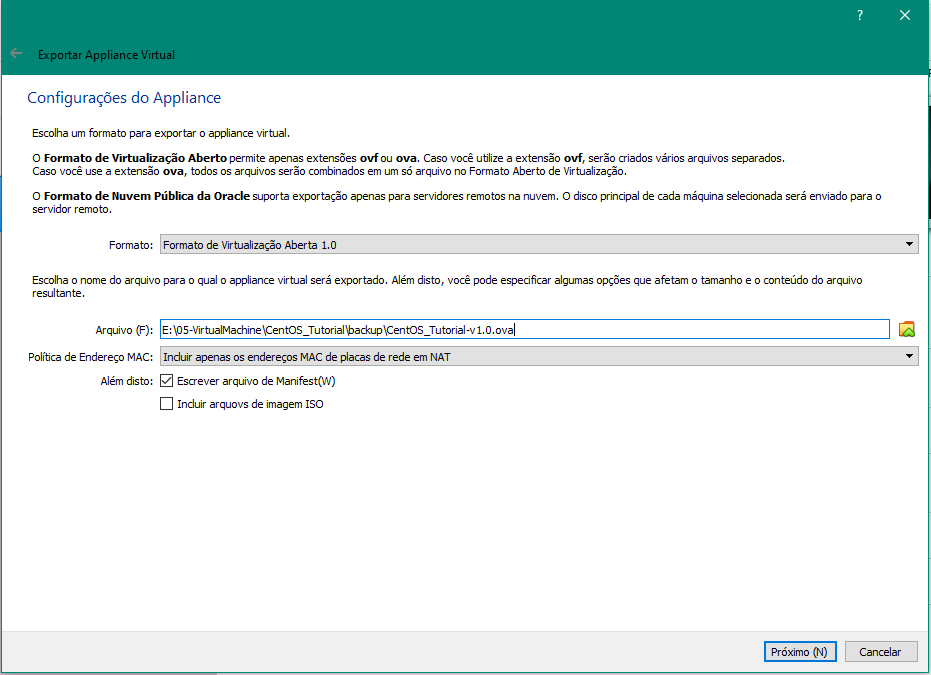 ?
Exportar Appliance Virtual
Configurações do Appliance
Escolha um formato para exportar o appliance virtual.
O Formato de Virtualização Aberto permite apenas extensões ovf ou ova. Caso você utilize a extensão ovf, serão criados vários arquivos separados.
Caso você use a extensão ova, todos os arquivos serão combinados em um só arquivo no Formato Aberto de Virtualização.
O Formato de Nuvem Pública da Oracle suporta exportação apenas para servidores remotos na nuvem. O disco principal de cada máquina selecionada será enviado para o
servidor remoto.
Formato: Formato de Virtualização Aberta 1.0
Escolha o nome do arquivo para o qual o appliance virtual será exportado. Além disto, você pode especificar algumas opções que afetam o tamanho e o conteúdo do arquivo
resultante.
Arquivo (F): E:\05-VirtualMachine\CentOS_Tutorial\backup\CentOS_Tutorial-v1.0.ova
Política de Endereço MAC: Incluir apenas os endereços MAC de placas de rede em NAT
Além disto: Escrever arquivo de Manifest(W)
Incluir arquovs de imagem ISO
Próximo (N) Cancelar